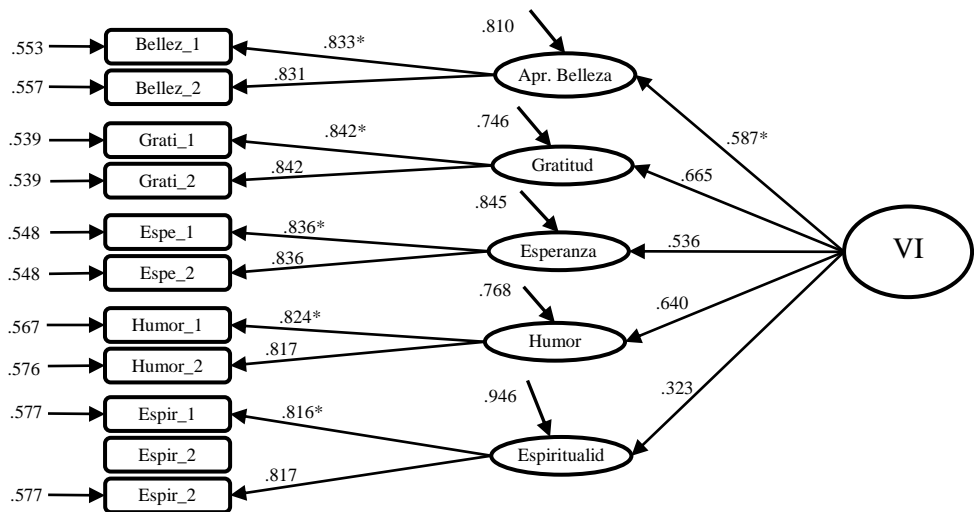 .553
Bellez_1
.833*
.810
Apr. Belleza
.557
Bellez_2
.831
.587*
.539
Grati_1
.842*
.746
Gratitud
.539
Grati_2
.842
.665
.548
Espe_1
.836*
.845
Esperanza
.536
VI
.548
Espe_2
.836
.567
Humor_1
.824*
.768
Humor
.640
.576
Humor_2
.817
.577
Espir_1
.816*
.946
Espiritualid
.323
Espir_2
.577
Espir_2
.817